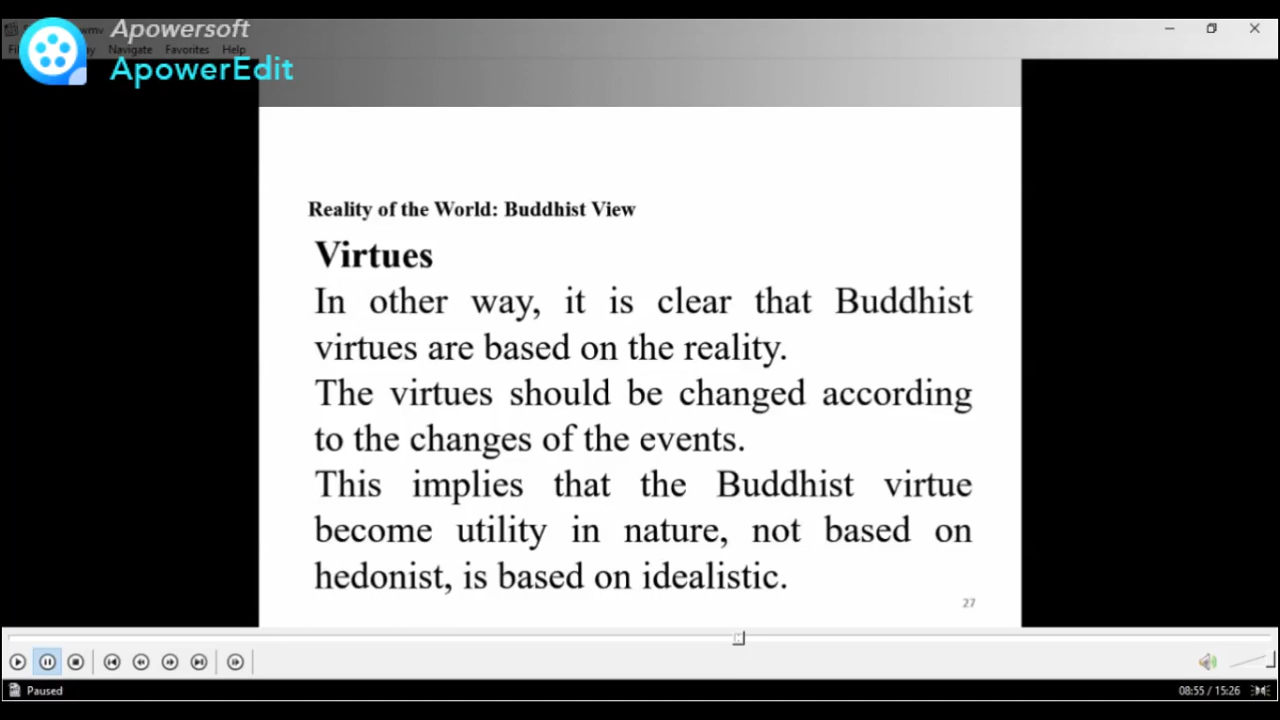 Apowersoft
ApowerEdit
Navigate Favorites Help
Reality of the World: Buddhist View
Virtues
In other way, it is clear that Buddhist
virtues are based on the reality.
The virtues should be changed according
to the changes of the events.
This implies that the Buddhist virtue
become utility in nature, not based on
hedonist, is based on idealistic.
27
Paused
08:55 / 15:26